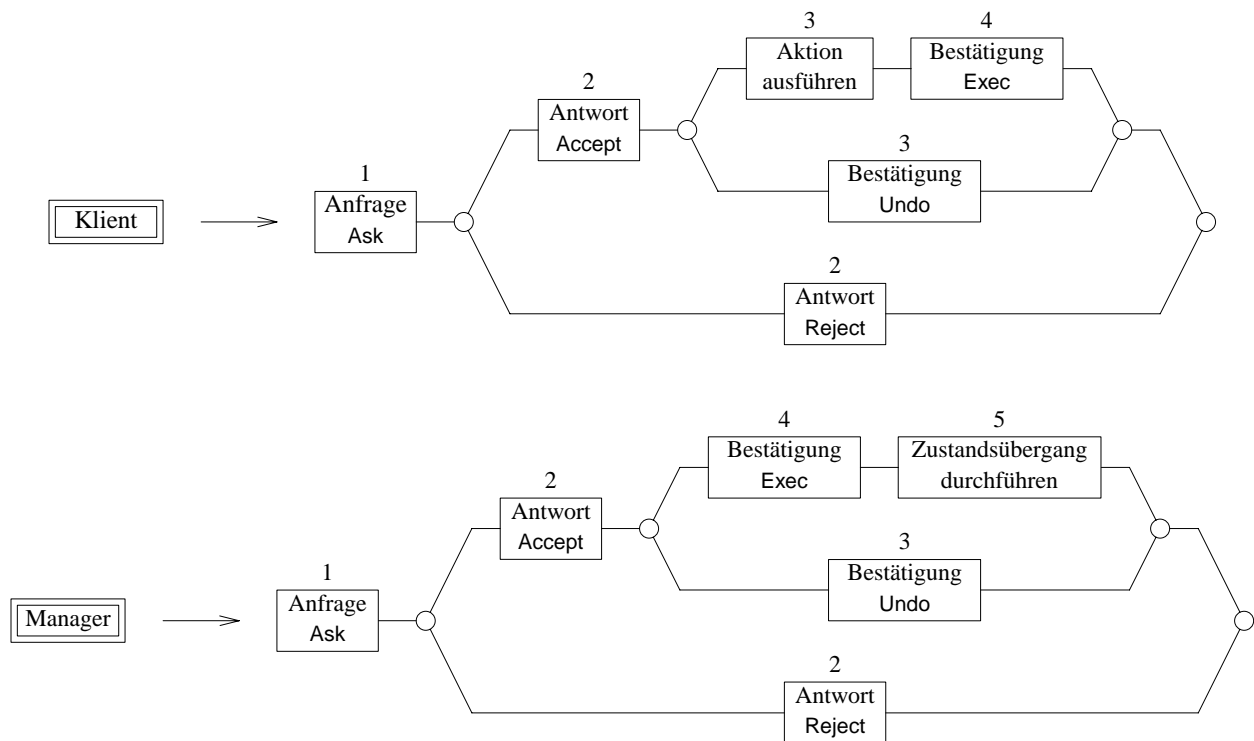 3
4
Aktion
ausführen
Bestätigung
Exec
2
Antwort
Accept
3
Bestätigung
Undo
1
Klient
Anfrage
Ask
2
Antwort
Reject
4
5
Bestätigung
Exec
Zustandsübergang
durchführen
2
Antwort
Accept
3
Bestätigung
Undo
1
Manager
Anfrage
Ask
2
Antwort
Reject